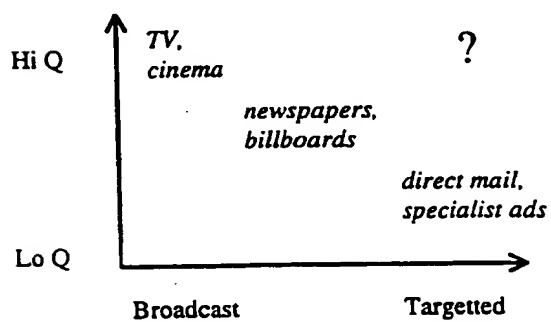 TV,
Hi Q
?
cinema
newspapers,
billboards
direct mail,
specialist ads
Lo Q
Broadcast
Targetted